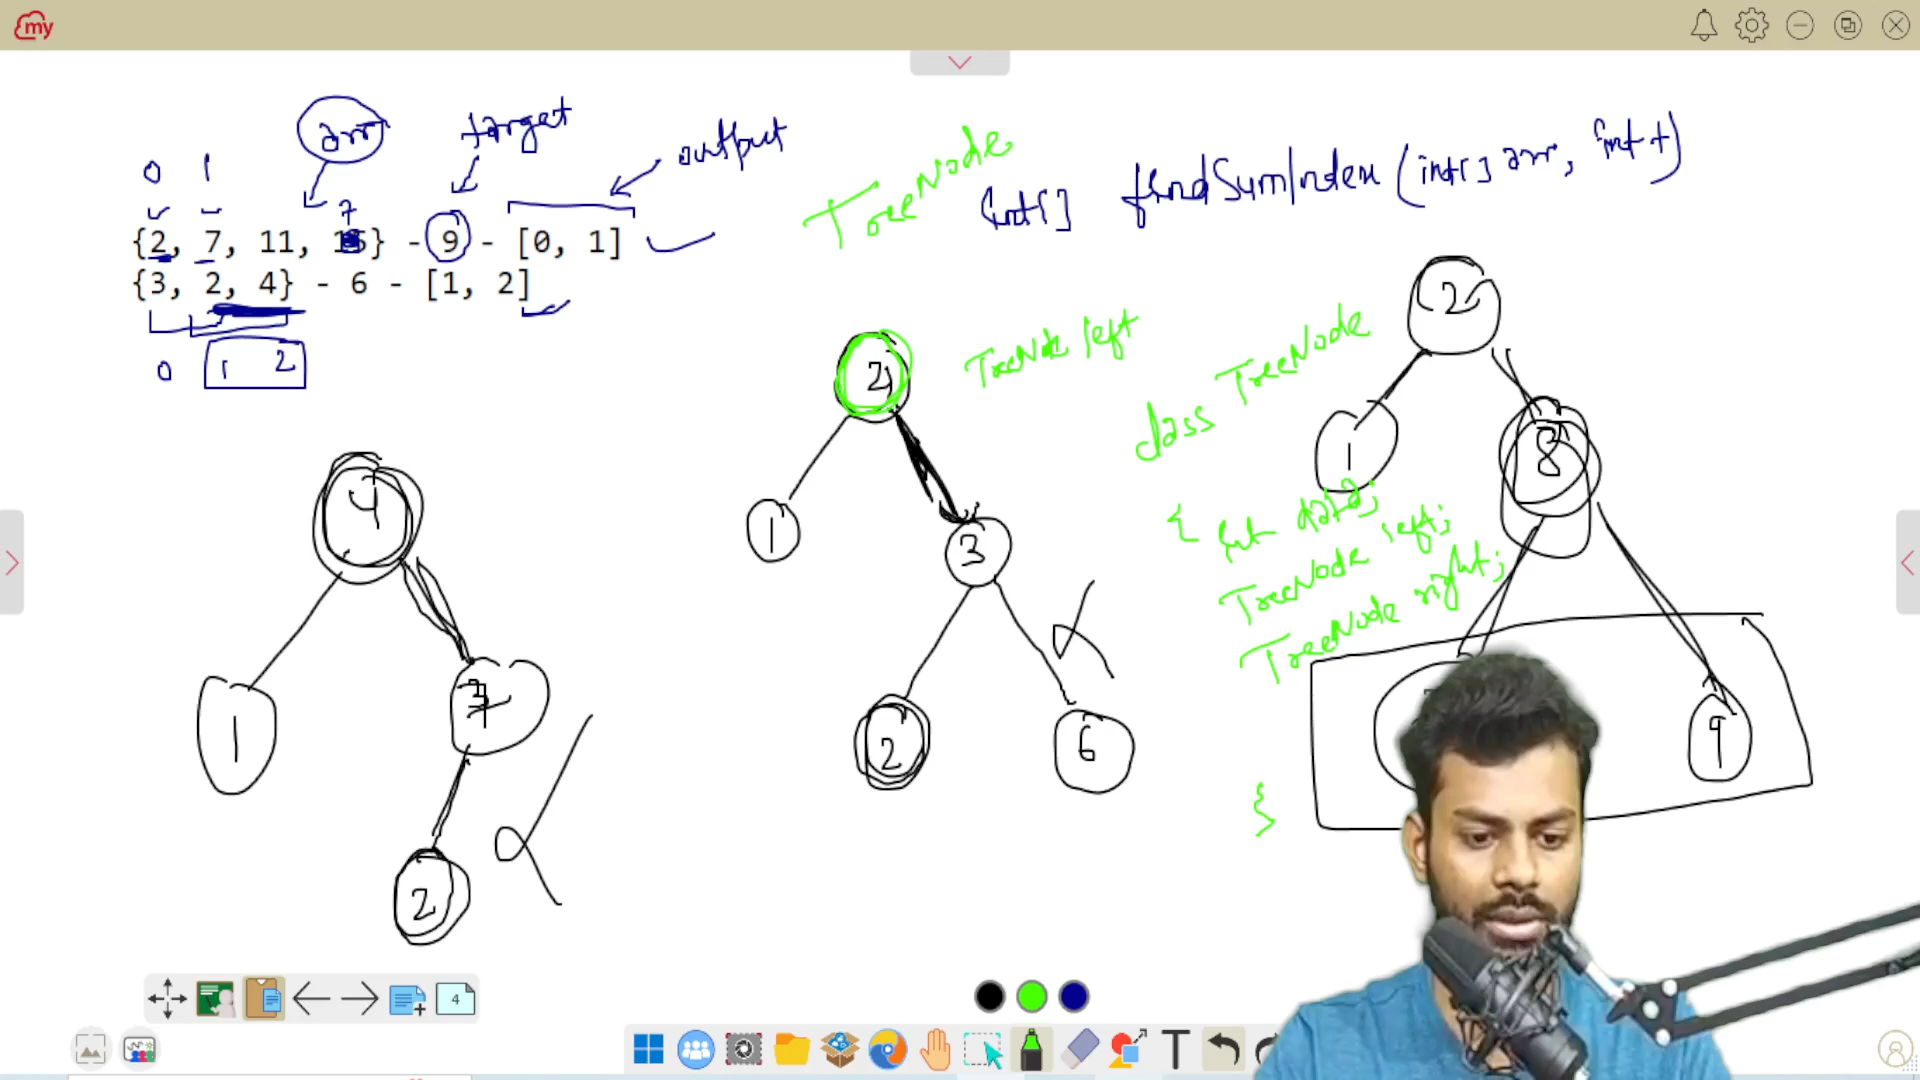 my
arr
target
output
0 1
7
{2, 7, 11, 15} - 9 - [0, 1]
{3, 2, 4} - 6 - [1, 2]
0 1 2
TreeNode
int[] findSumIndex(int[] arr, int t)
4
1
2
2
TreeNode left
1
3
2
6
class TreeNode
{ int data;
TreeNode left;
TreeNode right;
}
2
1
8
9
4
T